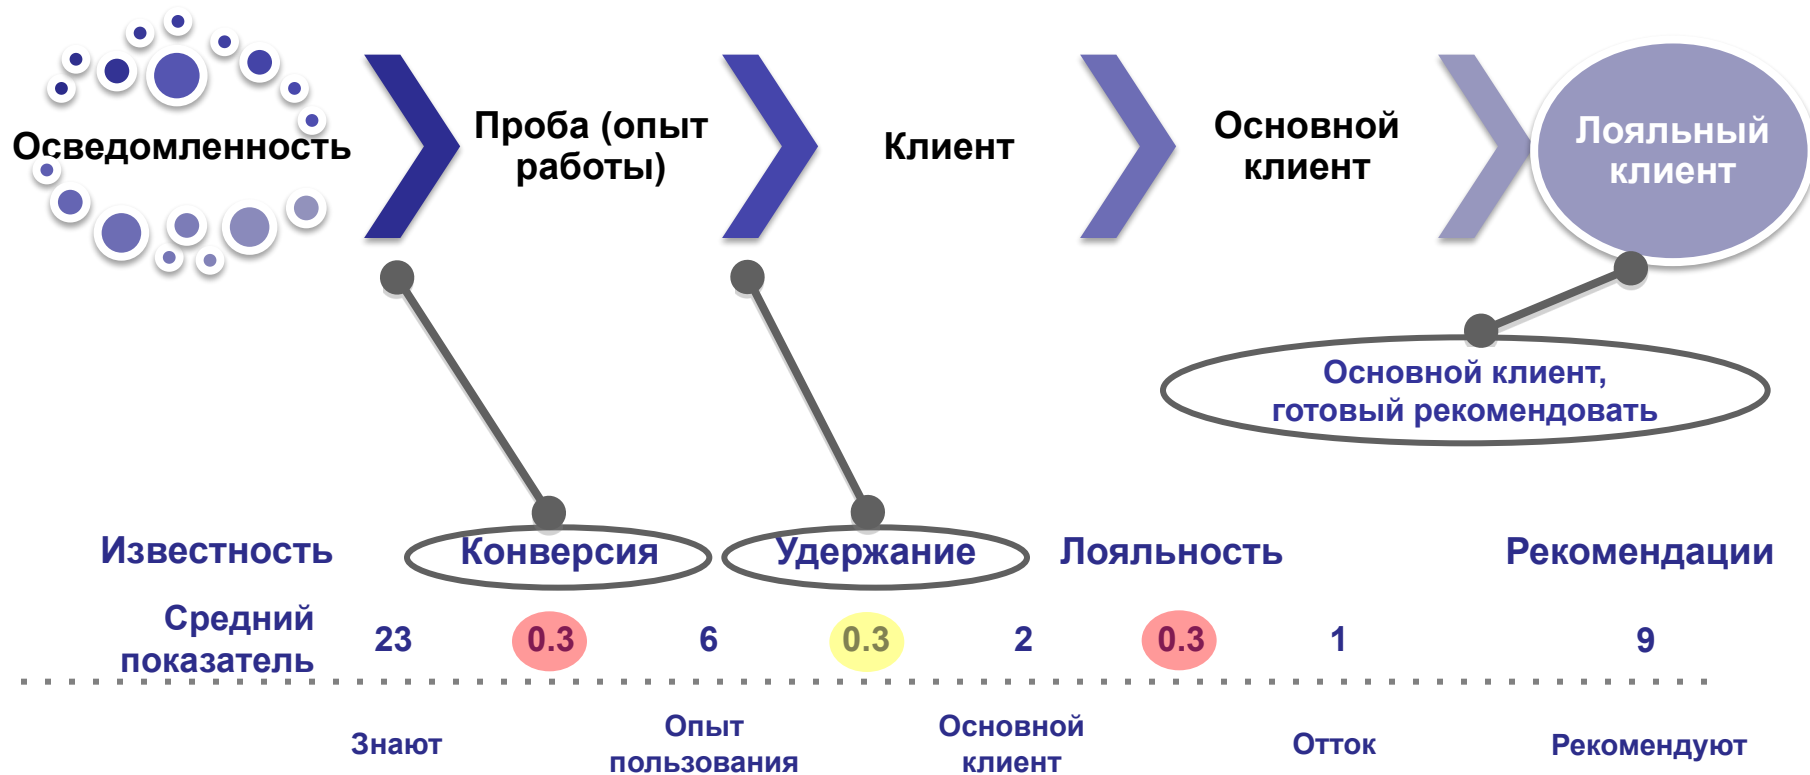 Осведомленность
Проба (опыт
работы)
Клиент
Основной
клиент
Лояльный
клиент
Основной клиент,
готовый рекомендовать
Известность
Конверсия
Удержание
Лояльность
Рекомендации
Средний
показатель
23
0.3
6
0.3
2
0.3
1
9
Знают
Опыт
пользования
Основной
клиент
Отток
Рекомендуют